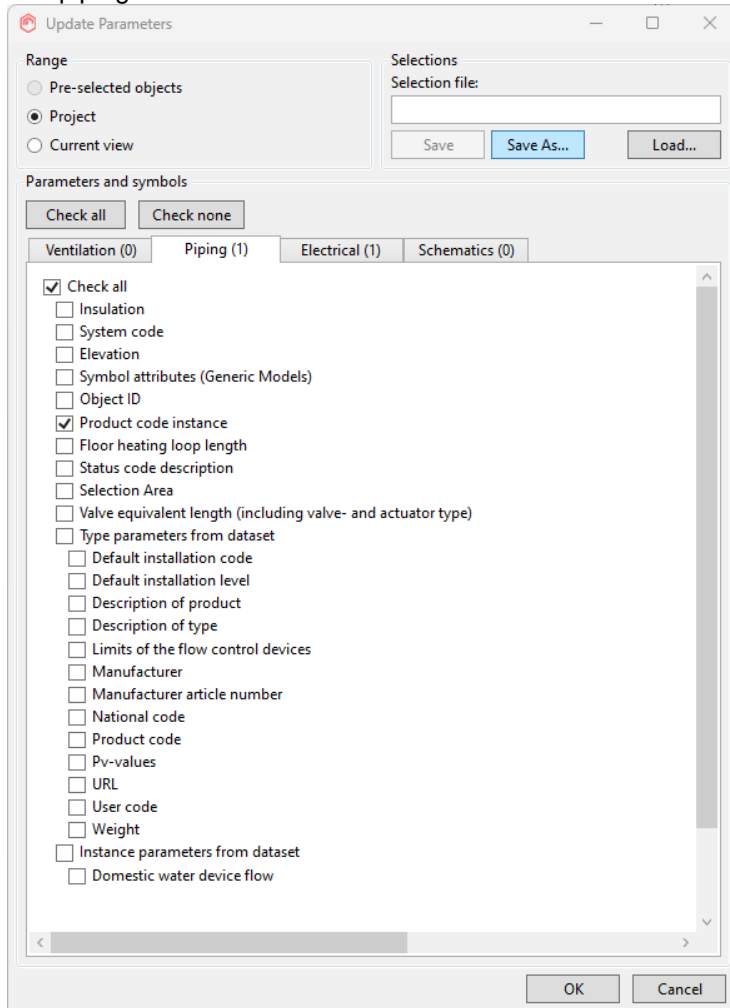 Update Parameters
Range
Pre-selected objects
Project
Current view
Selections
Selection file:
Save
Save As...
Load...
Parameters and symbols
Check all
Check none
Ventilation (0)
Piping (1)
Electrical (1)
Schematics (0)
Check all
Insulation
System code
Elevation
Symbol attributes (Generic Models)
Object ID
Product code instance
Floor heating loop length
Status code description
Selection Area
Valve equivalent length (including valve- and actuator type)
Type parameters from dataset
Default installation code
Default installation level
Description of product
Description of type
Limits of the flow control devices
Manufacturer
Manufacturer article number
National code
Product code
Pv-values
URL
User code
Weight
Instance parameters from dataset
Domestic water device flow
OK
Cancel